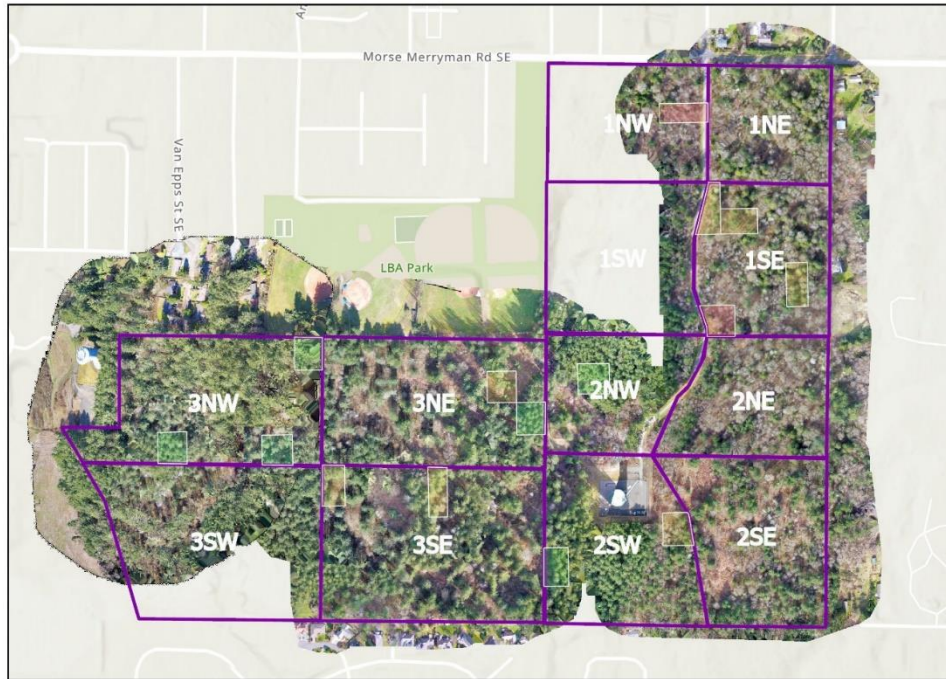 Morse Merryman Rd SE
Van Epps St SE
LBA Park
1NW
1NE
1SW
1SE
3NW
3NE
2NW
2NE
3SW
3SE
2SW
2SE